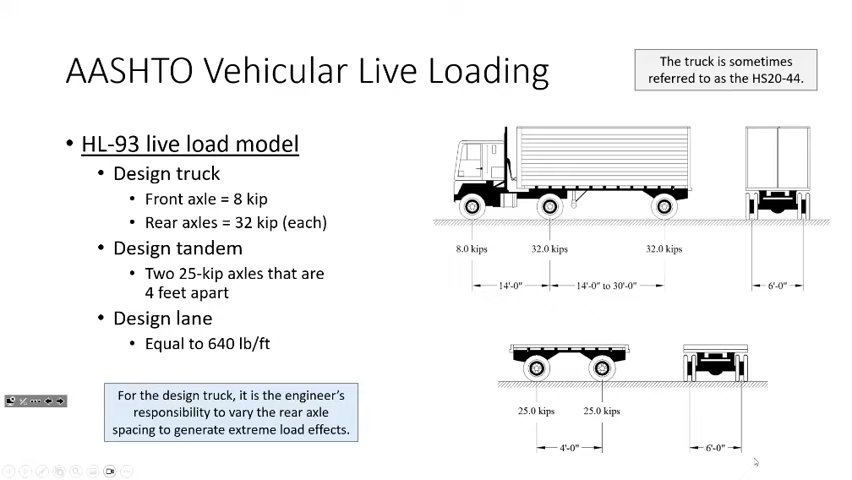 AASHTO Vehicular Live Loading
The truck is sometimes
referred to as the HS20-44.
• HL-93 live load model
• Design truck
• Front axle = 8 kip
• Rear axles = 32 kip (each)
• Design tandem
• Two 25-kip axles that are
4 feet apart
• Design lane
• Equal to 640 lb/ft
For the design truck, it is the engineer's
responsibility to vary the rear axle
spacing to generate extreme load effects.
8.0 kips 32.0 kips 32.0 kips
14'-0" 14'-0" to 30'-0" 6'-0"
25.0 kips 25.0 kips
4'-0" 6'-0"